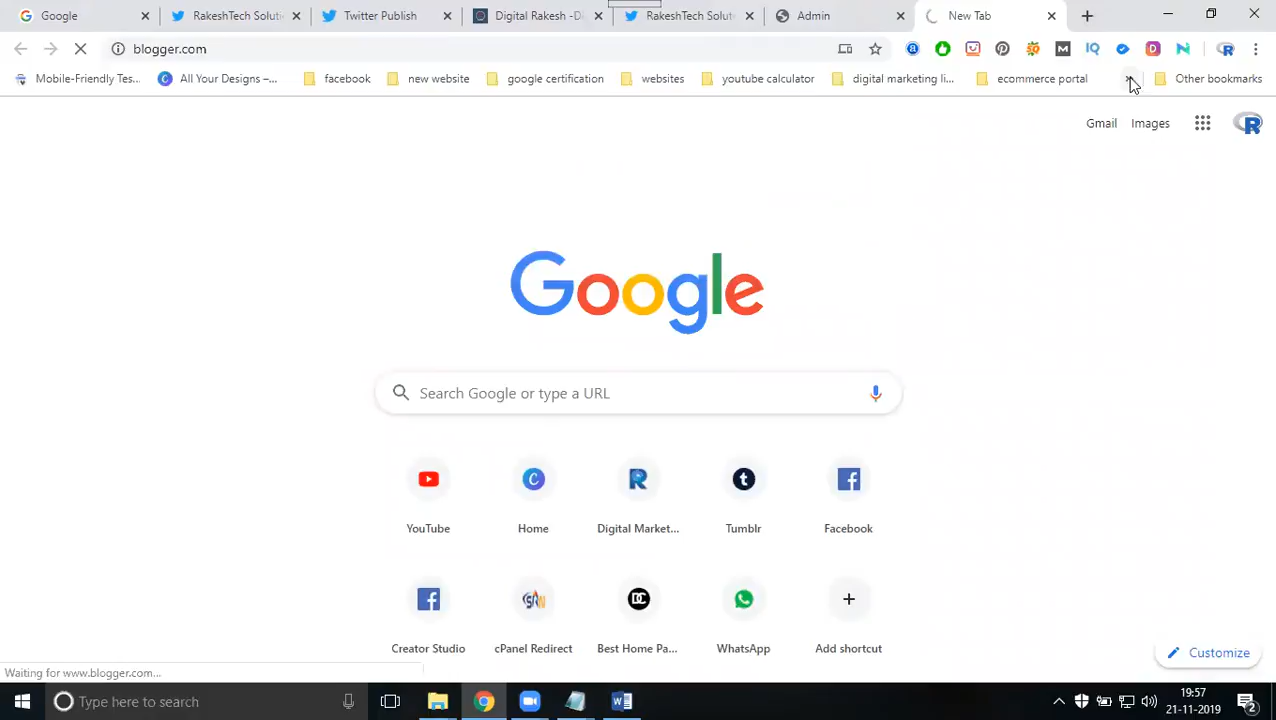 Google
RakeshTech Soluti
Twitter Publish
Digital Rakesh -Di
RakeshTech Soluti
Admin
New Tab
blogger.com
Mobile-Friendly Tes...
All Your Designs –...
facebook
new website
google certification
websites
youtube calculator
digital marketing li...
ecommerce portal
Other bookmarks
Gmail
Images
Google
Search Google or type a URL
YouTube
Home
Digital Market...
Tumblr
Facebook
Creator Studio
cPanel Redirect
Best Home Pa...
WhatsApp
Add shortcut
Customize
Waiting for www.blogger.com...
Type here to search
19:57
21-11-2019
2